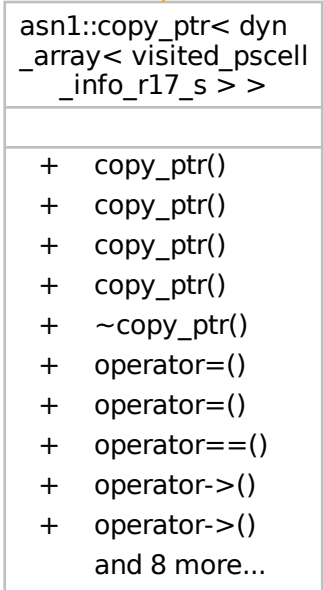 asn1::copy_ptr< dyn
_array< visited_pscell
_info_r17_s > >
+ copy_ptr()
+ copy_ptr()
+ copy_ptr()
+ copy_ptr()
+ ~copy_ptr()
+ operator=()
+ operator=()
+ operator==()
+ operator->()
+ operator->()
and 8 more...